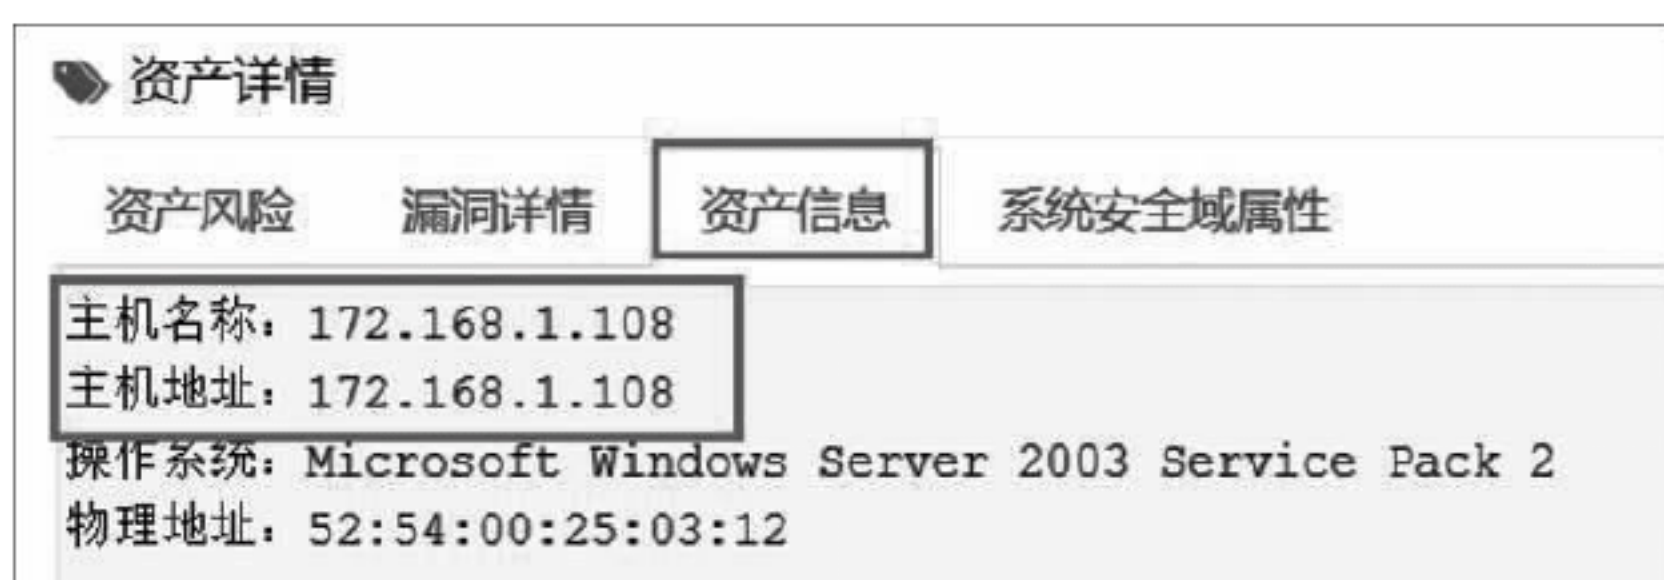 资产详情
资产风险 漏洞详情 资产信息 系统安全域属性
主机名称：172.168.1.108
主机地址：172.168.1.108
操作系统：Microsoft Windows Server 2003 Service Pack 2
物理地址：52:54:00:25:03:12